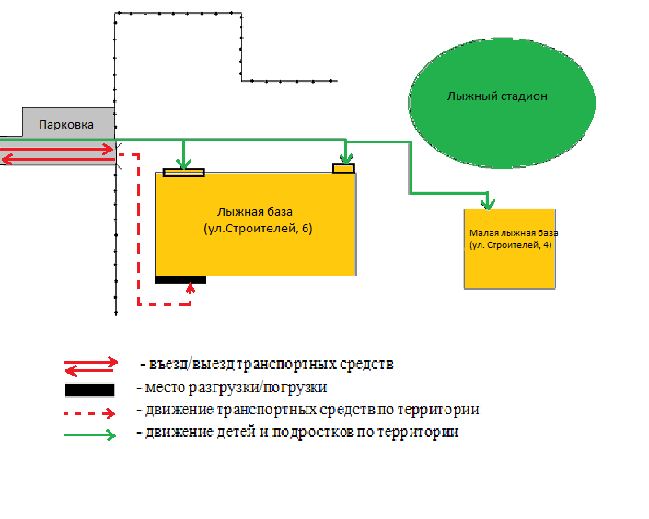 Лыжный стадион
Парковка
Лыжная база
(ул.Строителей, 6)
Малая лыжная база
(ул. Строителей, 4)
- въезд/выезд транспортных средств
- место разгрузки/погрузки
- движение транспортных средств по территории
- движение детей и подростков по территории